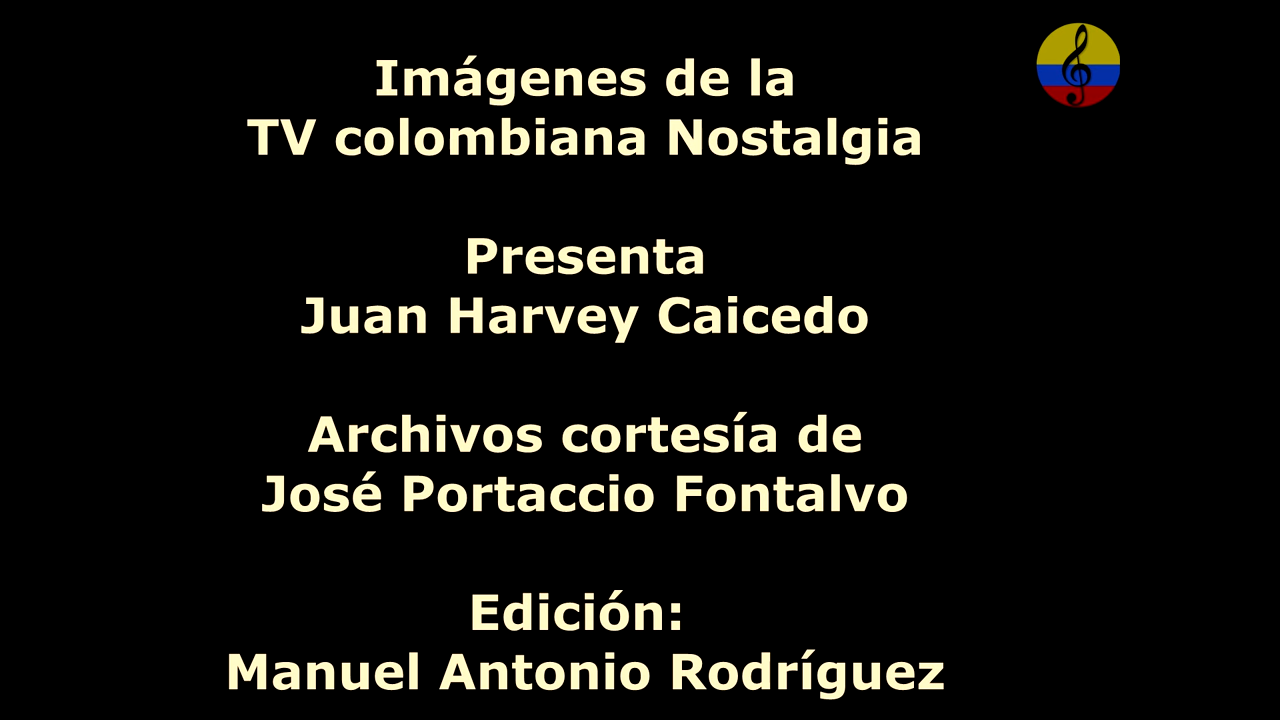 Imágenes de la
TV colombiana Nostalgia
Presenta
Juan Harvey Caicedo
Archivos cortesía de
José Portaccio Fontalvo
Edición:
Manuel Antonio Rodríguez